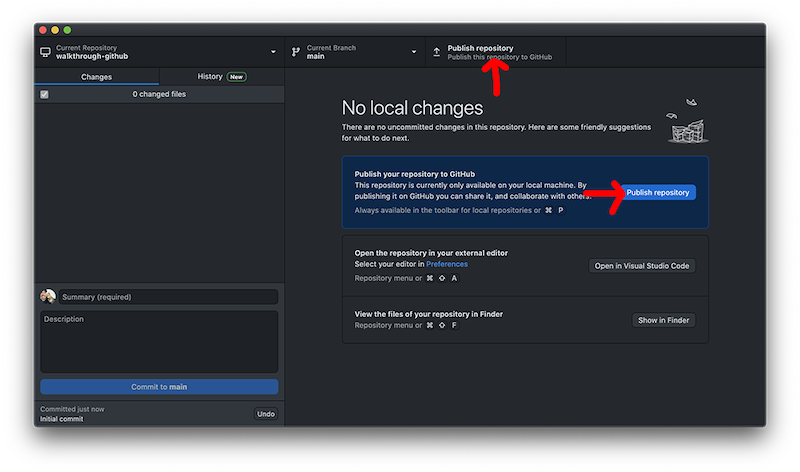 Current Repository
walkthrough-github
Current Branch
main
Publish repository
Publish this repository to GitHub
Changes
History New
0 changed files
No local changes
There are no uncommitted changes in this repository. Here are some friendly suggestions
for what to do next.
Publish your repository to GitHub
This repository is currently only available on your local machine. By
publishing it on GitHub you can share it, and collaborate with others.
Always available in the toolbar for local repositories or ⌘ P
Publish repository
Open the repository in your external editor
Select your editor in Preferences
Repository menu or ⌘ ⇧ A
Open in Visual Studio Code
View the files of your repository in Finder
Repository menu or ⌘ ⇧ F
Show in Finder
Summary (required)
Description
Commit to main
Committed just now
Initial commit
Undo